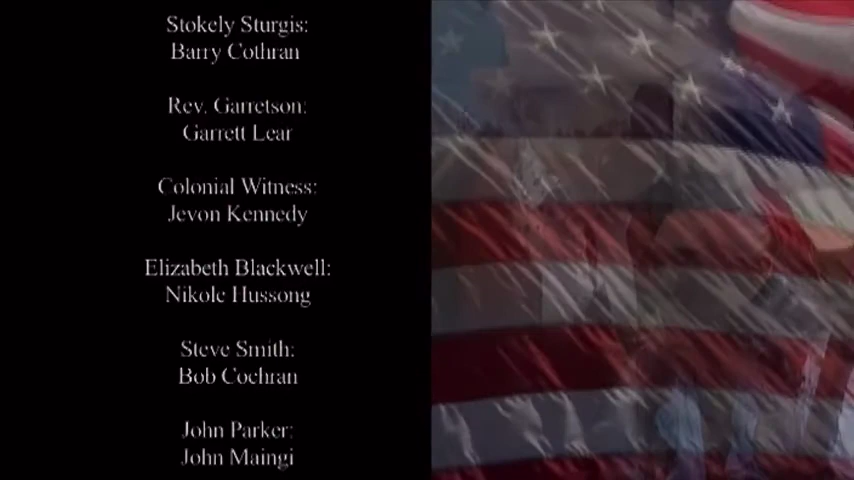 Stokely Sturgis:
Barry Cothran
Rev. Garretson:
Garrett Lear
Colonial Witness:
Jevon Kennedy
Elizabeth Blackwell:
Nikole Hussong
Steve Smith:
Bob Cochran
John Parker:
John Maingi